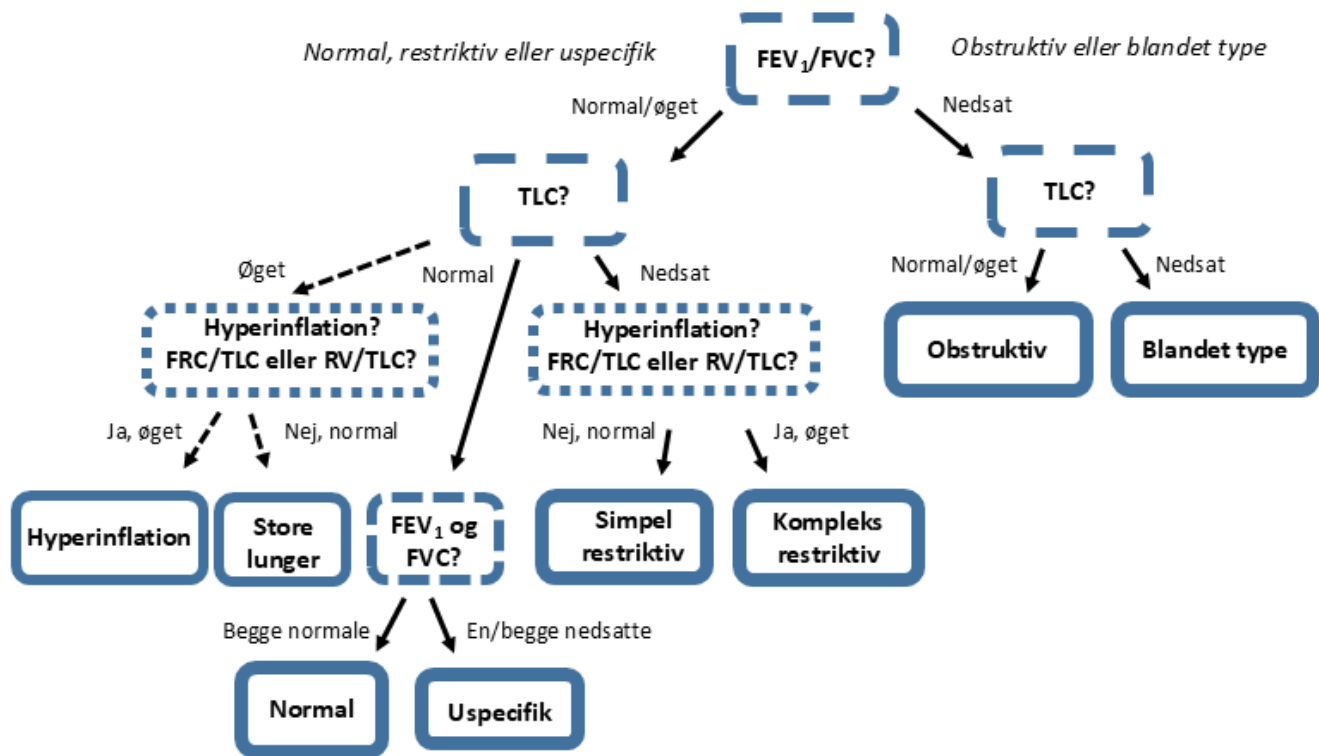 Normal, restriktiv eller uspecifik
FEV₁/FVC?
Obstruktiv eller blandet type
Normal/øget
Nedsat
TLC?
TLC?
Øget
Normal
Nedsat
Normal/øget
Nedsat
Hyperinflation?
FRC/TLC eller RV/TLC?
Hyperinflation?
FRC/TLC eller RV/TLC?
Obstruktiv
Blandet type
Ja, øget
Nej, normal
Nej, normal
Ja, øget
Hyperinflation
Store
lunger
FEV₁ og
FVC?
Simpel
restriktiv
Kompleks
restriktiv
Begge normale
En/begge nedsatte
Normal
Uspecifik